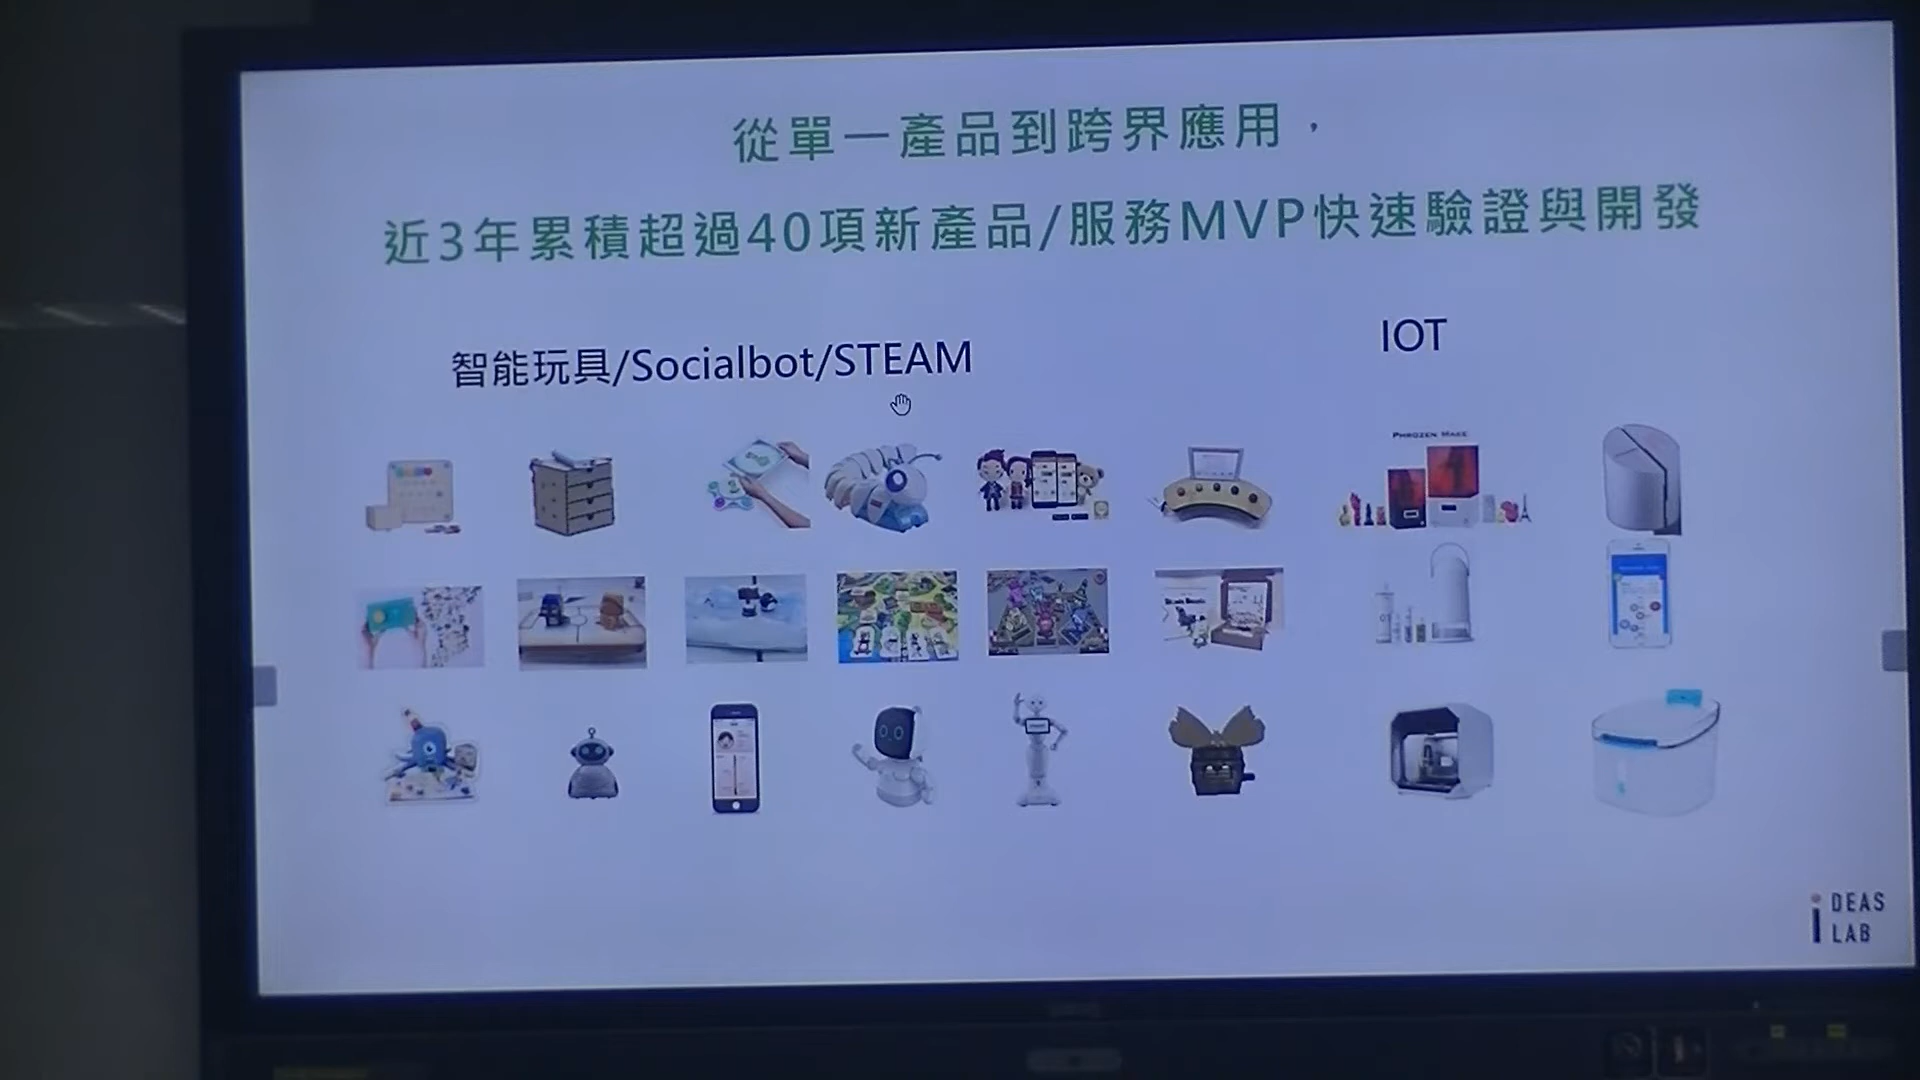 從單一產品到跨界應用，
近3年累積超過40項新產品/服務MVP快速驗證與開發
智能玩具/Socialbot/STEAM
IOT
PHROZEN MAKE
iDEAS
LAB